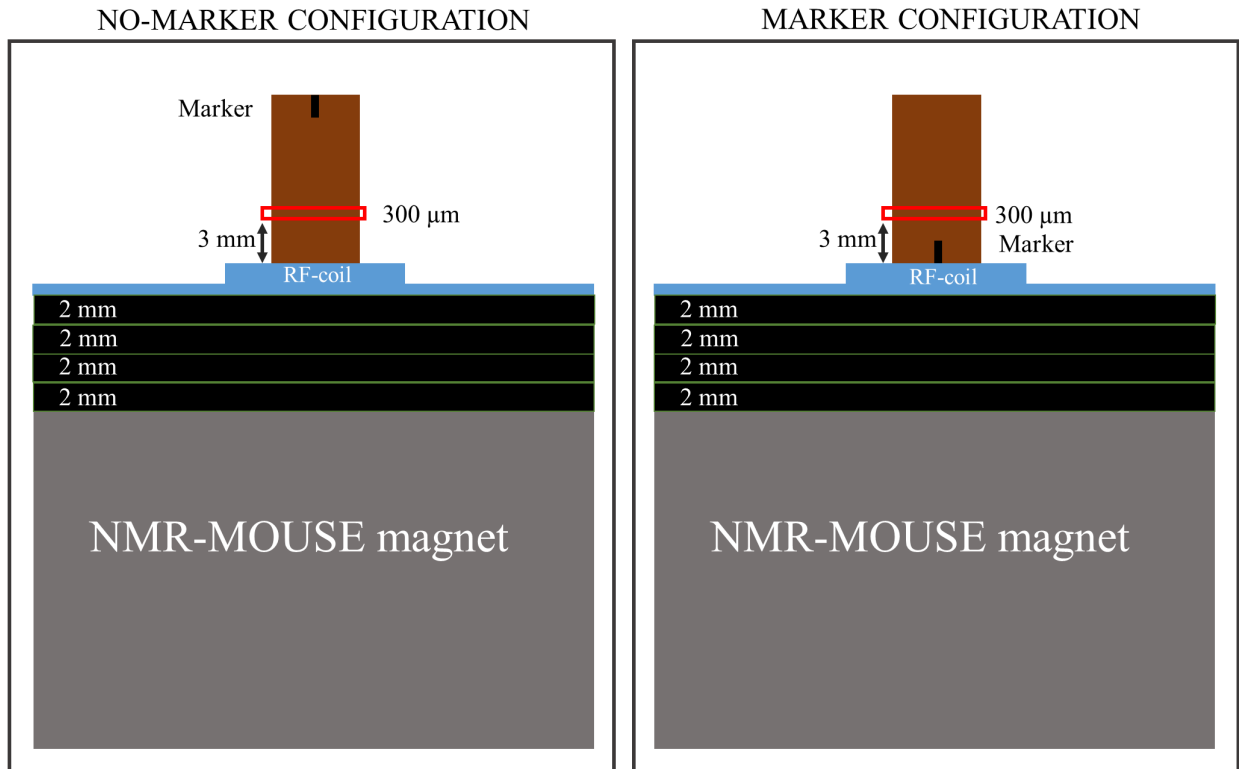 NO-MARKER CONFIGURATION
Marker
300 μm
3 mm
RF-coil
2 mm
2 mm
2 mm
2 mm
NMR-MOUSE magnet
MARKER CONFIGURATION
300 μm
3 mm
Marker
RF-coil
2 mm
2 mm
2 mm
2 mm
NMR-MOUSE magnet